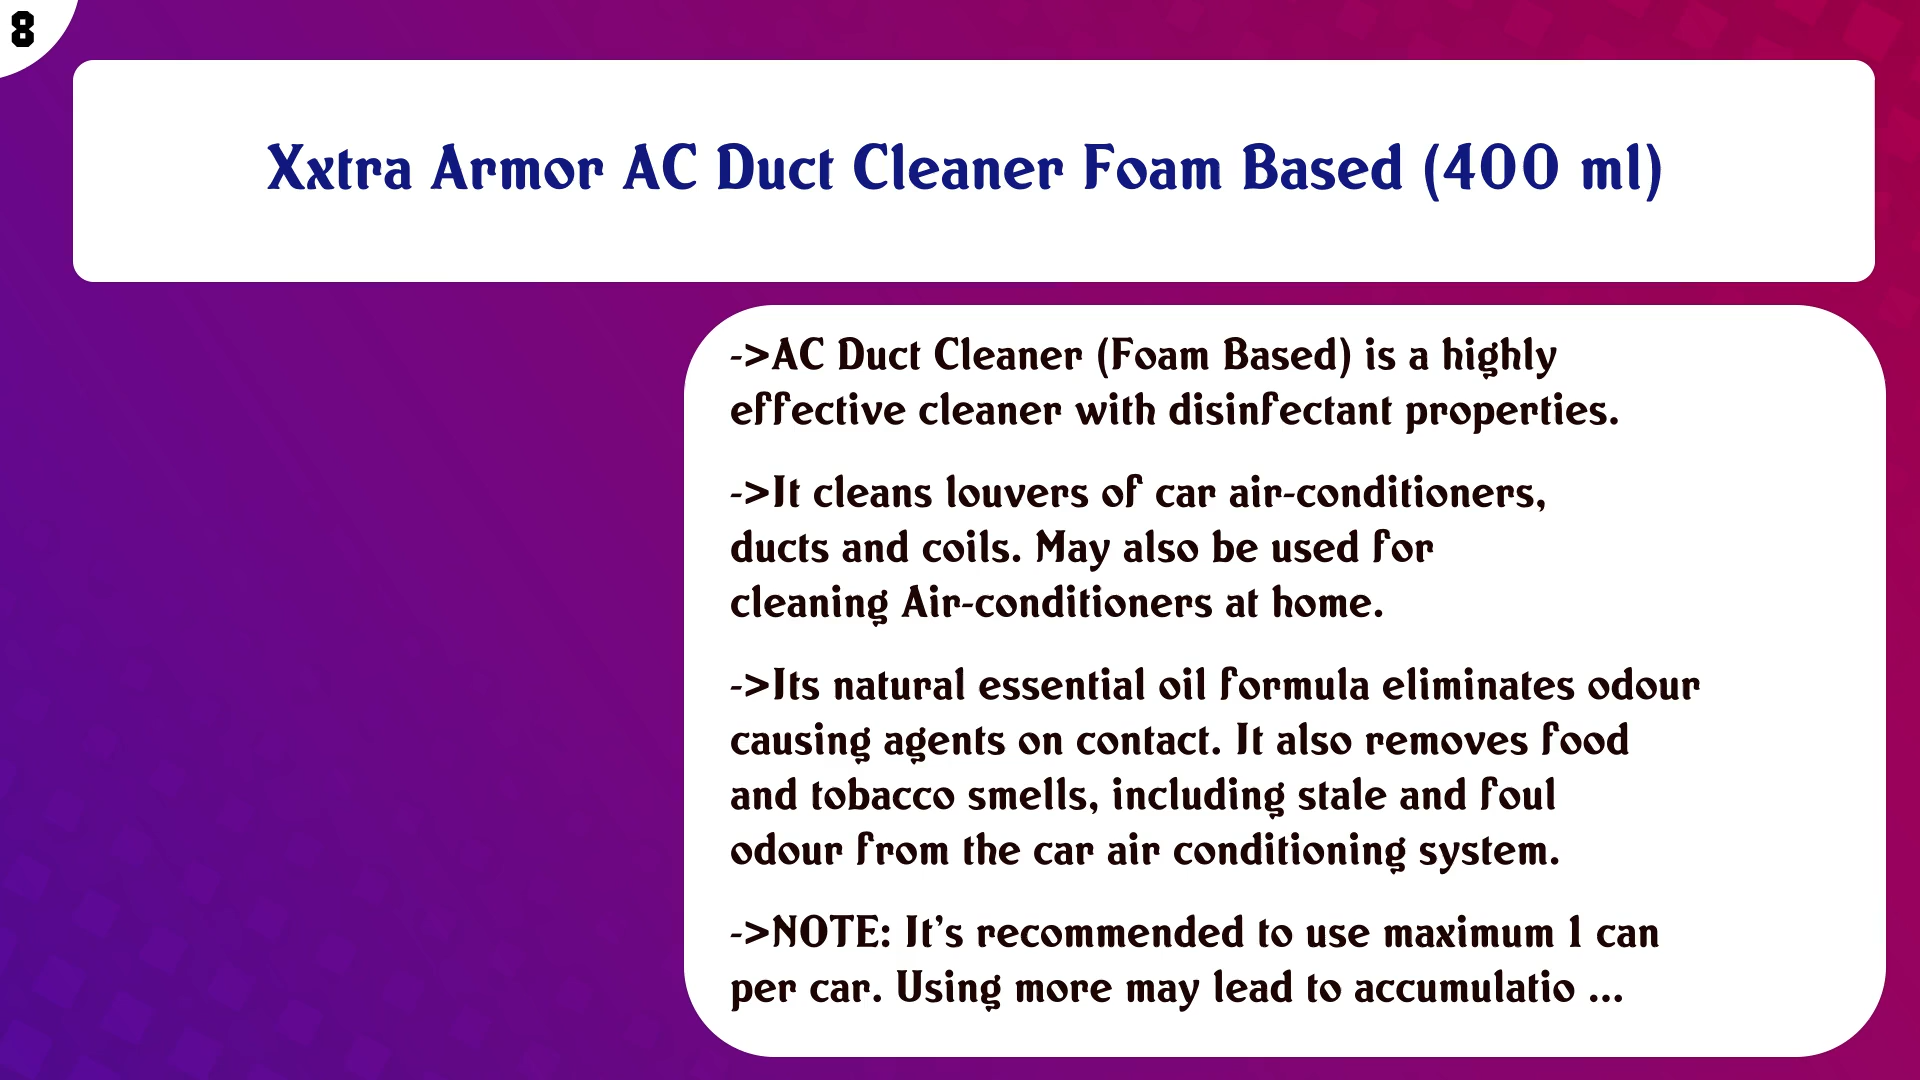 8
Xxtra Armor AC Duct Cleaner Foam Based (400 ml)
->AC Duct Cleaner (Foam Based) is a highly
effective cleaner with disinfectant properties.
->It cleans louvers of car air-conditioners,
ducts and coils. May also be used for
cleaning Air-conditioners at home.
->Its natural essential oil formula eliminates odour
causing agents on contact. It also removes food
and tobacco smells, including stale and foul
odour from the car air conditioning system.
->NOTE: It's recommended to use maximum 1 can
per car. Using more may lead to accumulatio ...